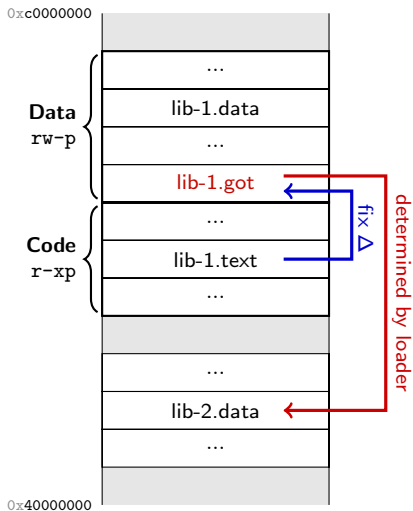 0xc0000000
...
lib-1.data
...
lib-1.got
Data
rw-p
...
lib-1.text
...
Code
r-xp
fix Δ
determined by loader
...
lib-2.data
...
0x40000000